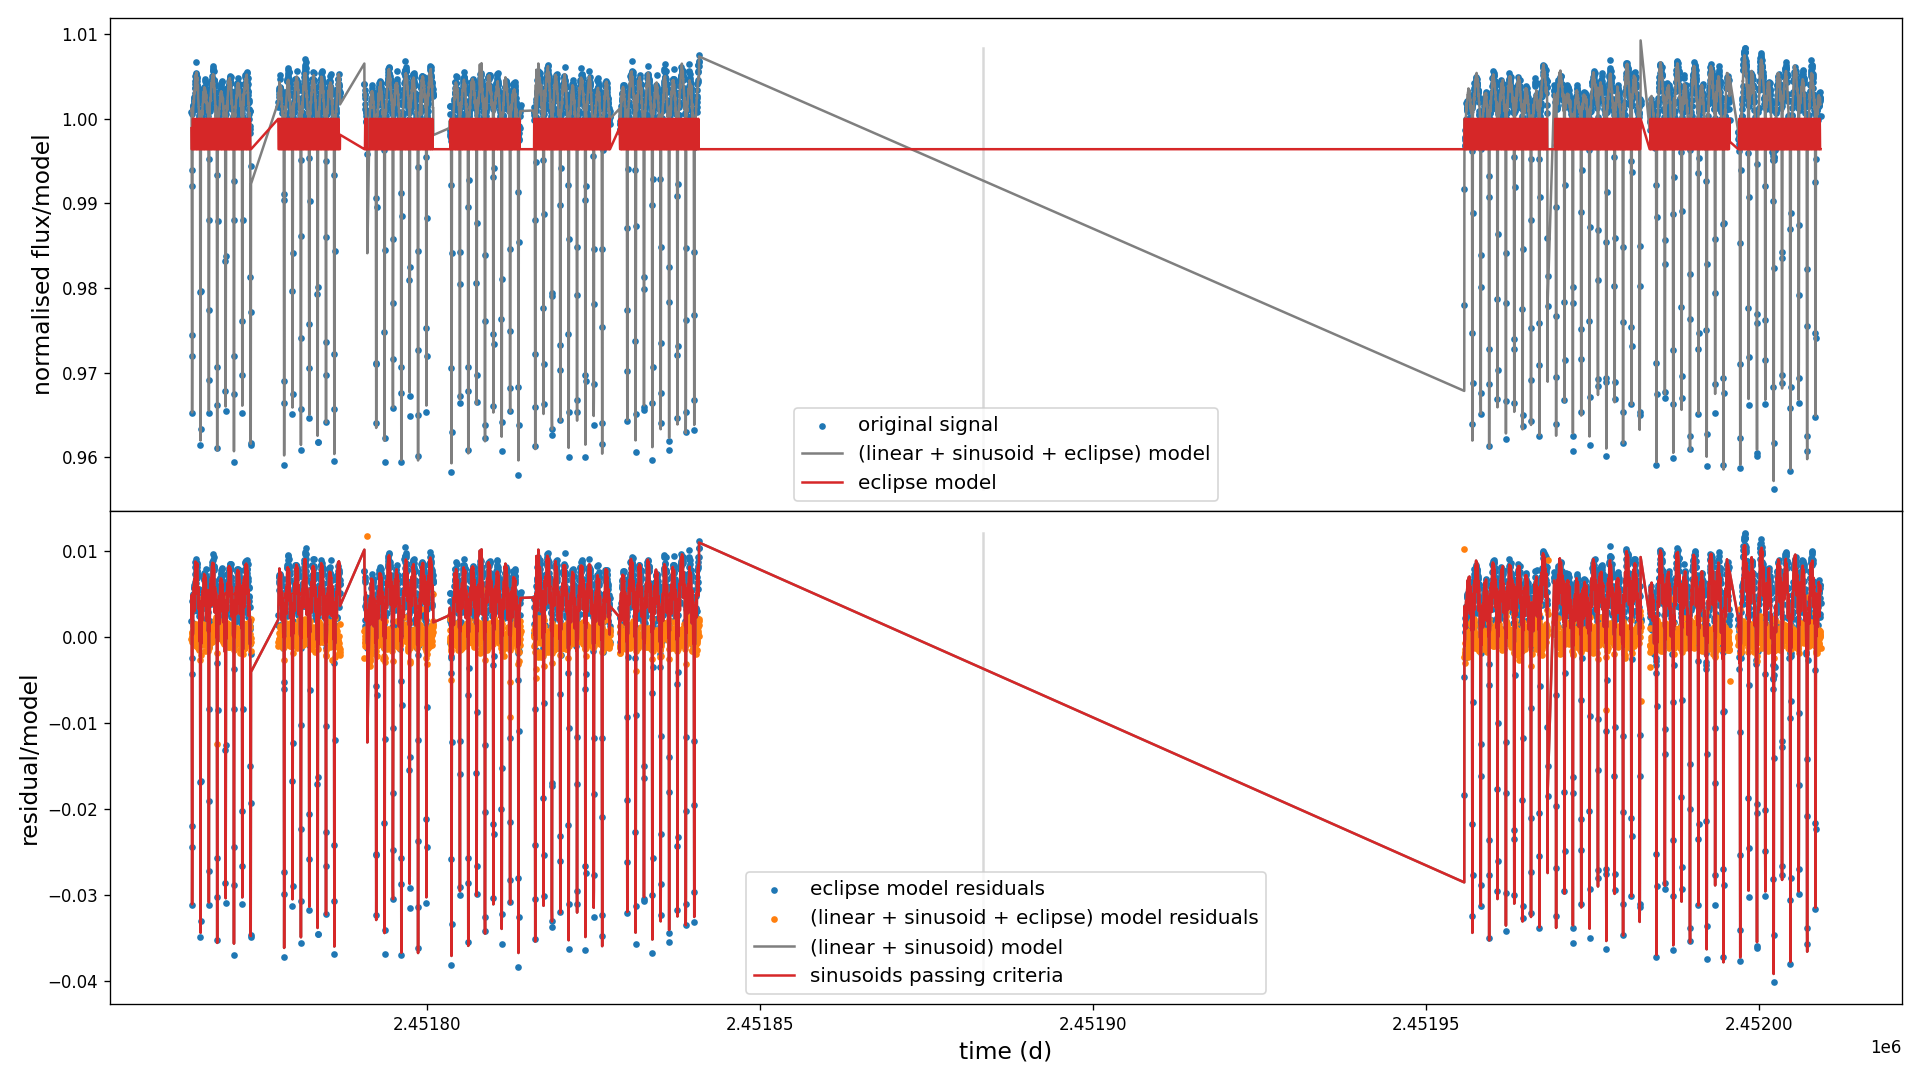 normalised flux/model
1.01
1.00
0.99
0.98
0.97
0.96
original signal
(linear + sinusoid + eclipse) model
eclipse model
residual/model
0.01
0.00
−0.01
−0.02
−0.03
−0.04
eclipse model residuals
(linear + sinusoid + eclipse) model residuals
(linear + sinusoid) model
sinusoids passing criteria
2.45180 2.45185 2.45190 2.45195 2.45200
1e6
time (d)